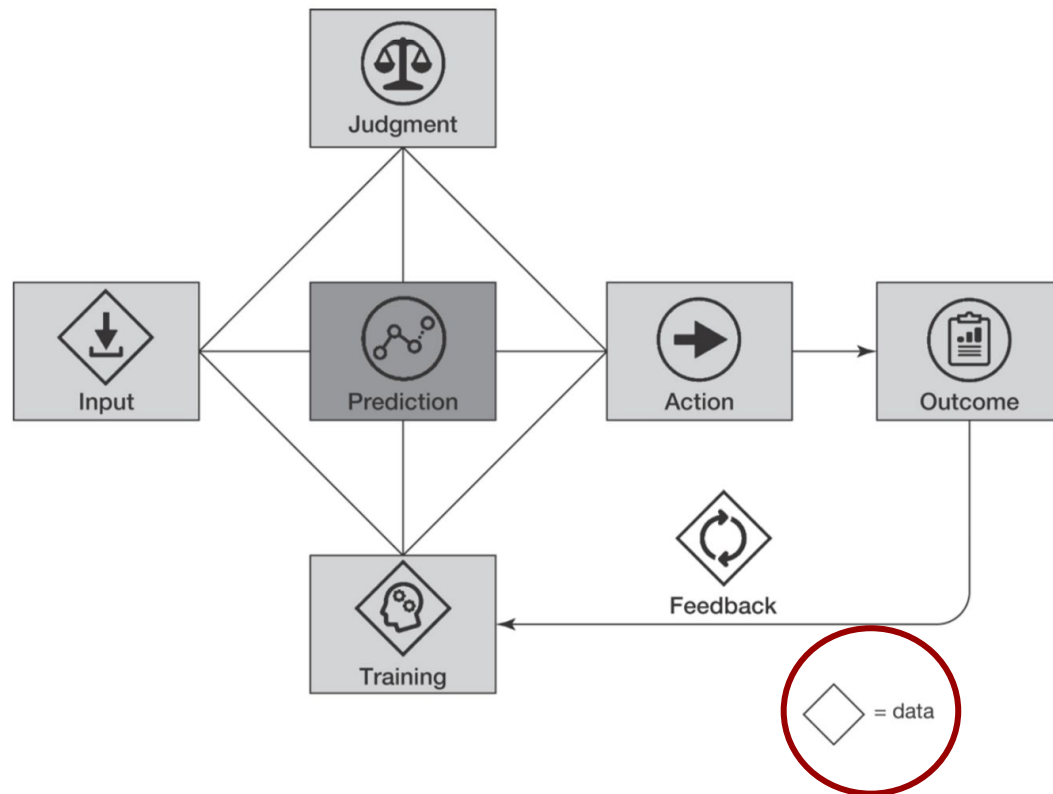 Judgment
Input
Prediction
Action
Outcome
Feedback
Training
= data